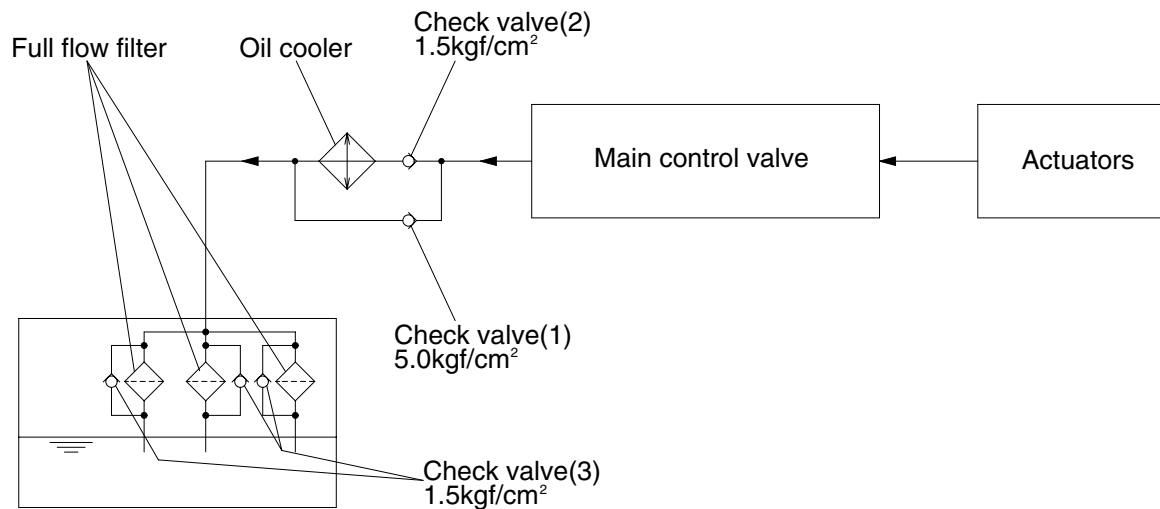 Check valve(2)
1.5kgf/cm²
Full flow filter
Oil cooler
Main control valve
Actuators
Check valve(1)
5.0kgf/cm²
Check valve(3)
1.5kgf/cm²